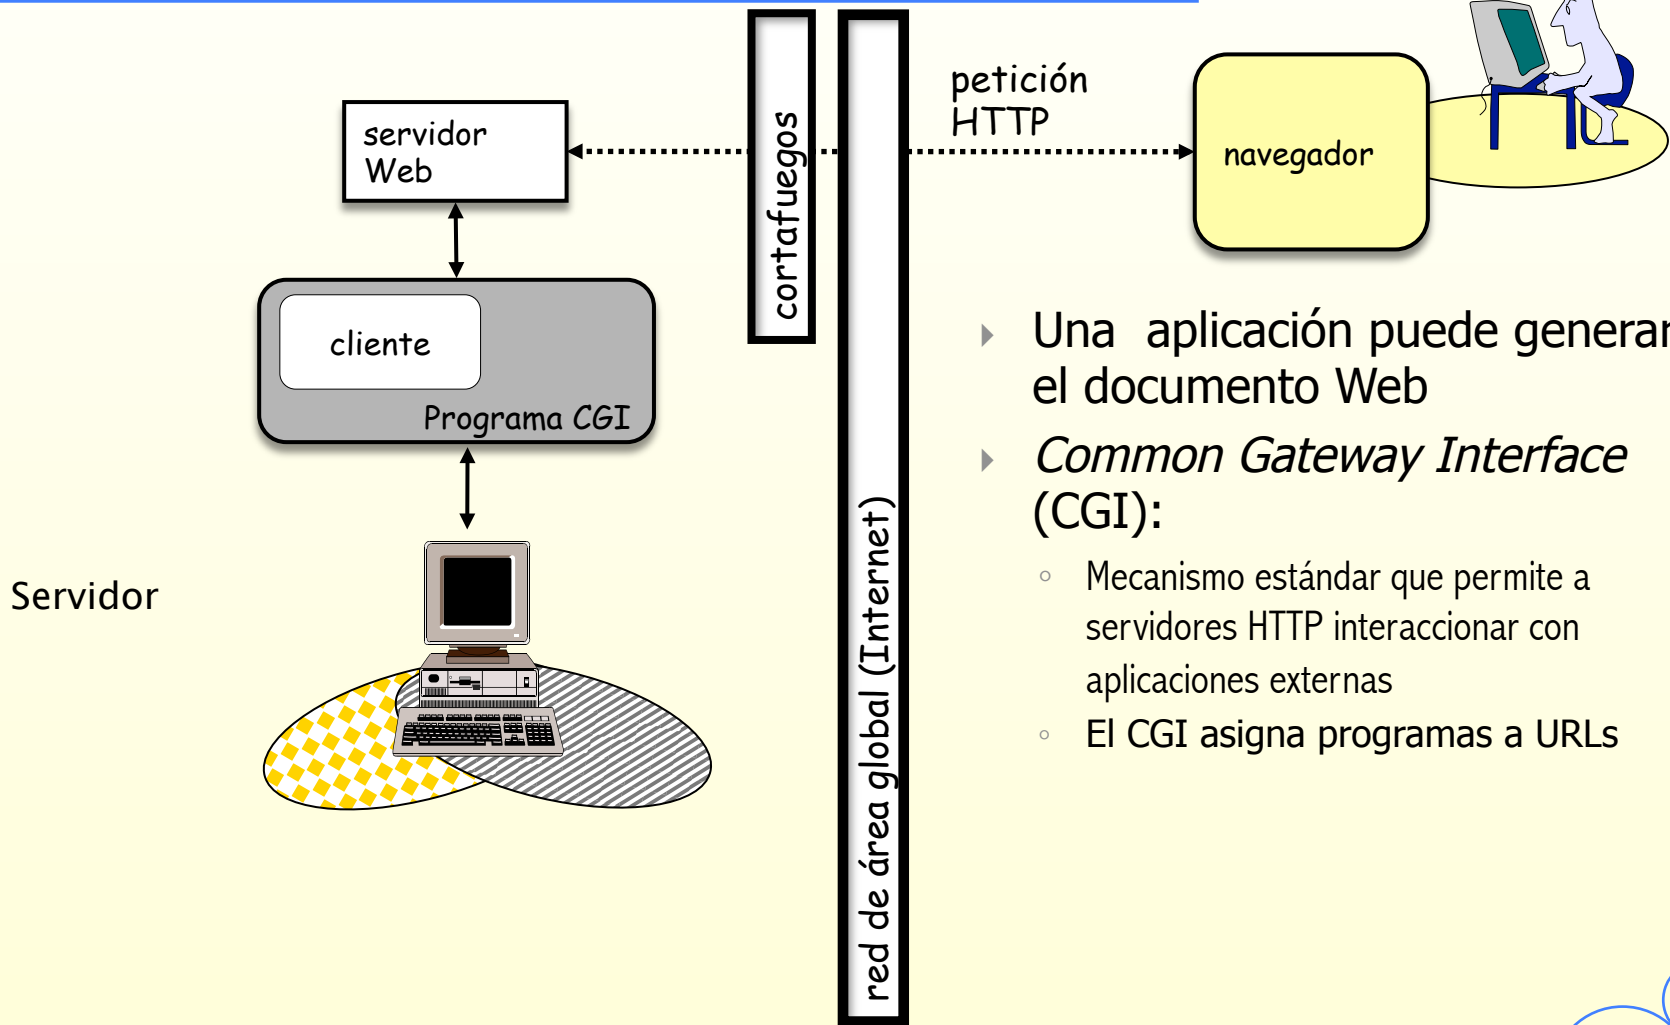 servidor
Web
cliente
Programa CGI
Servidor
cortafuegos
red de área global (Internet)
petición
HTTP
navegador
Una aplicación puede generar
el documento Web
Common Gateway Interface
(CGI):
Mecanismo estándar que permite a
servidores HTTP interaccionar con
aplicaciones externas
El CGI asigna programas a URLs